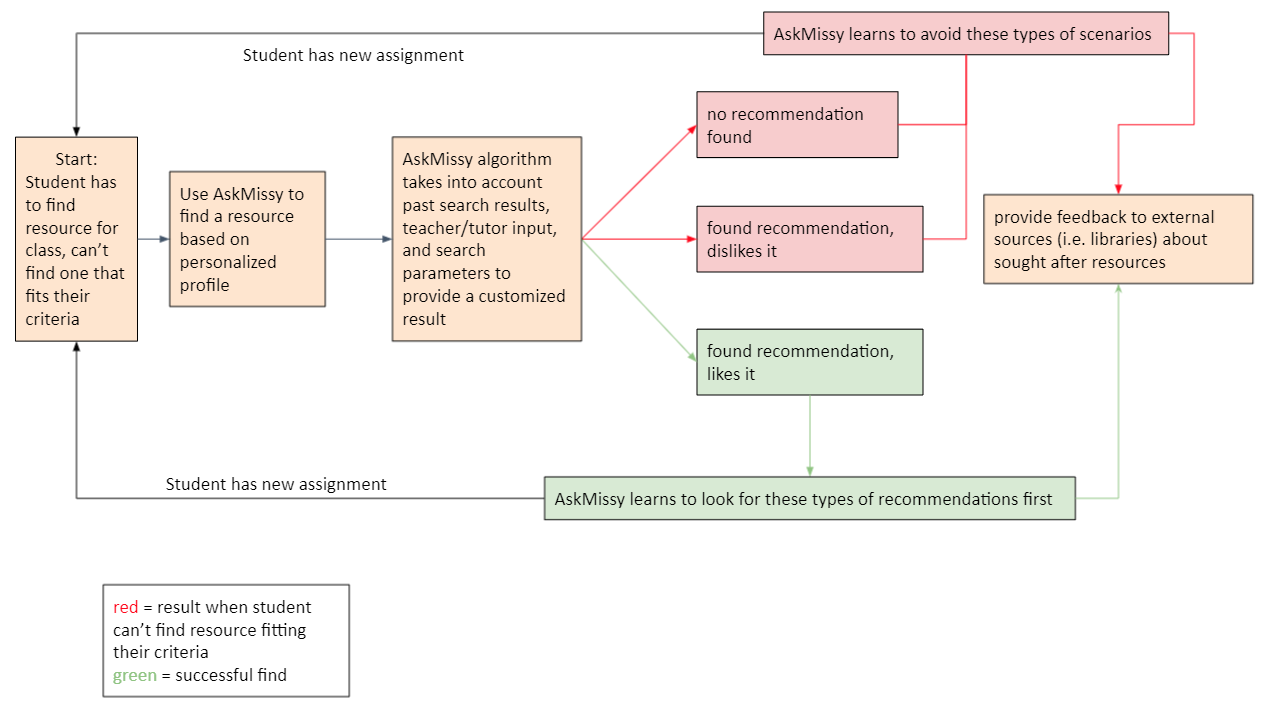 AskMissy learns to avoid these types of scenarios
Student has new assignment
no recommendation
found
Start:
Student has
to find
resource for
class, can't
find one that
fits their
criteria
Use AskMissy to
find a resource
based on
personalized
profile
AskMissy algorithm
takes into account
past search results,
teacher/tutor input,
and search
parameters to
provide a customized
result
found recommendation,
dislikes it
provide feedback to external
sources (i.e. libraries) about
sought after resources
found recommendation,
likes it
Student has new assignment
AskMissy learns to look for these types of recommendations first
red = result when student
can't find resource fitting
their criteria
green = successful find